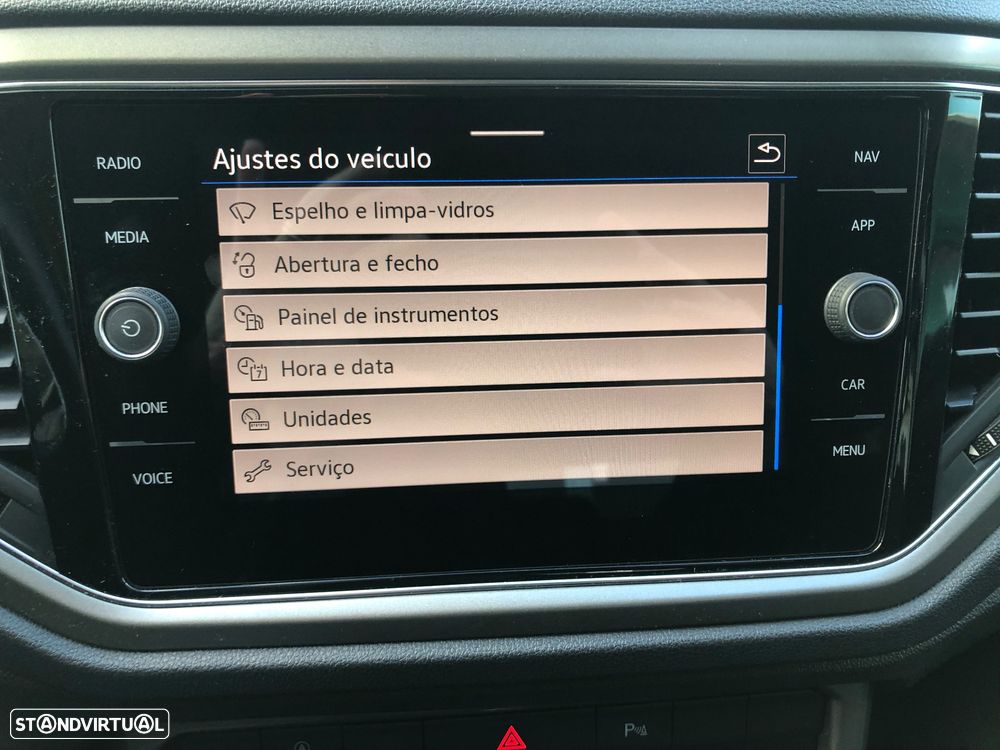 RADIO
MEDIA
PHONE
VOICE
Ajustes do veículo
Espelho e limpa-vidros
Abertura e fecho
Painel de instrumentos
7
Hora e data
Unidades
Serviço
NAV
APP
CAR
MENU
P
STANDVIRTUAL